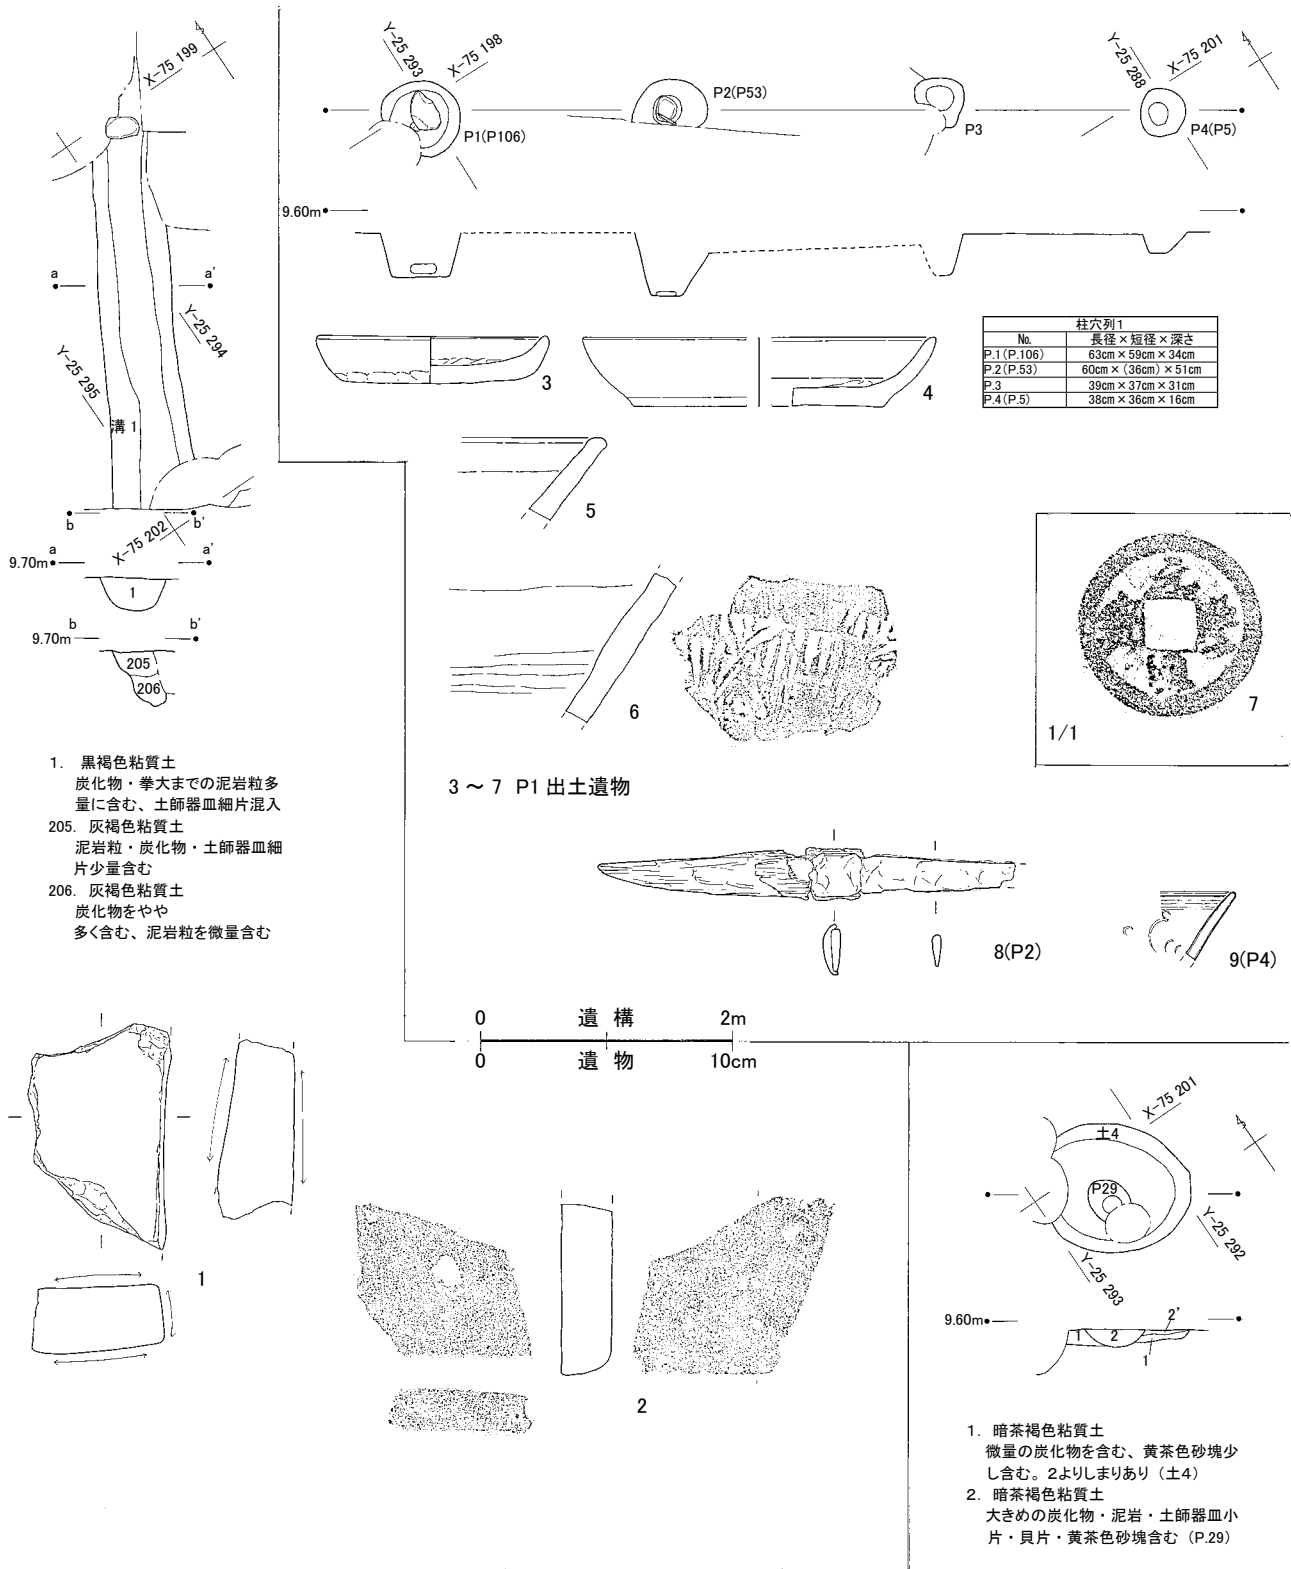 X-75 199
a
a'
Y-25 294
Y-25 295
溝1
b
b'
X-75 202
9.70m
a
a'
1
9.70m
b
b'
205
206
1. 黒褐色粘質土
炭化物・拳大までの泥岩粒多
量に含む、土師器皿細片混入
205. 灰褐色粘質土
泥岩粒・炭化物・土師器皿細
片少量含む
206. 灰褐色粘質土
炭化物をやや
多く含む、泥岩粒を微量含む
Y-25 293
X-75 198
P1(P106)
P2(P53)
P3
Y-25 288
X-75 201
P4(P5)
9.60m
3
4
柱穴列1
No. 長径×短径×深さ
P.1(P.106) 63cm×59cm×34cm
P.2(P.53) 60cm×(36cm)×51cm
P.3 39cm×37cm×31cm
P.4(P.5) 38cm×36cm×16cm
5
6
7
1/1
3～7 P1出土遺物
8(P2)
9(P4)
0 遺構 2m
0 遺物 10cm
1
2
X-75 201
土4
P29
Y-25 292
Y-25 293
9.60m
2'
1
2
1
1. 暗茶褐色粘質土
微量の炭化物を含む、黄茶色砂塊少
し含む。2よりしまりあり（土4）
2. 暗茶褐色粘質土
大きめの炭化物・泥岩・土師器皿小
片・貝片・黄茶色砂塊含む（P.29）